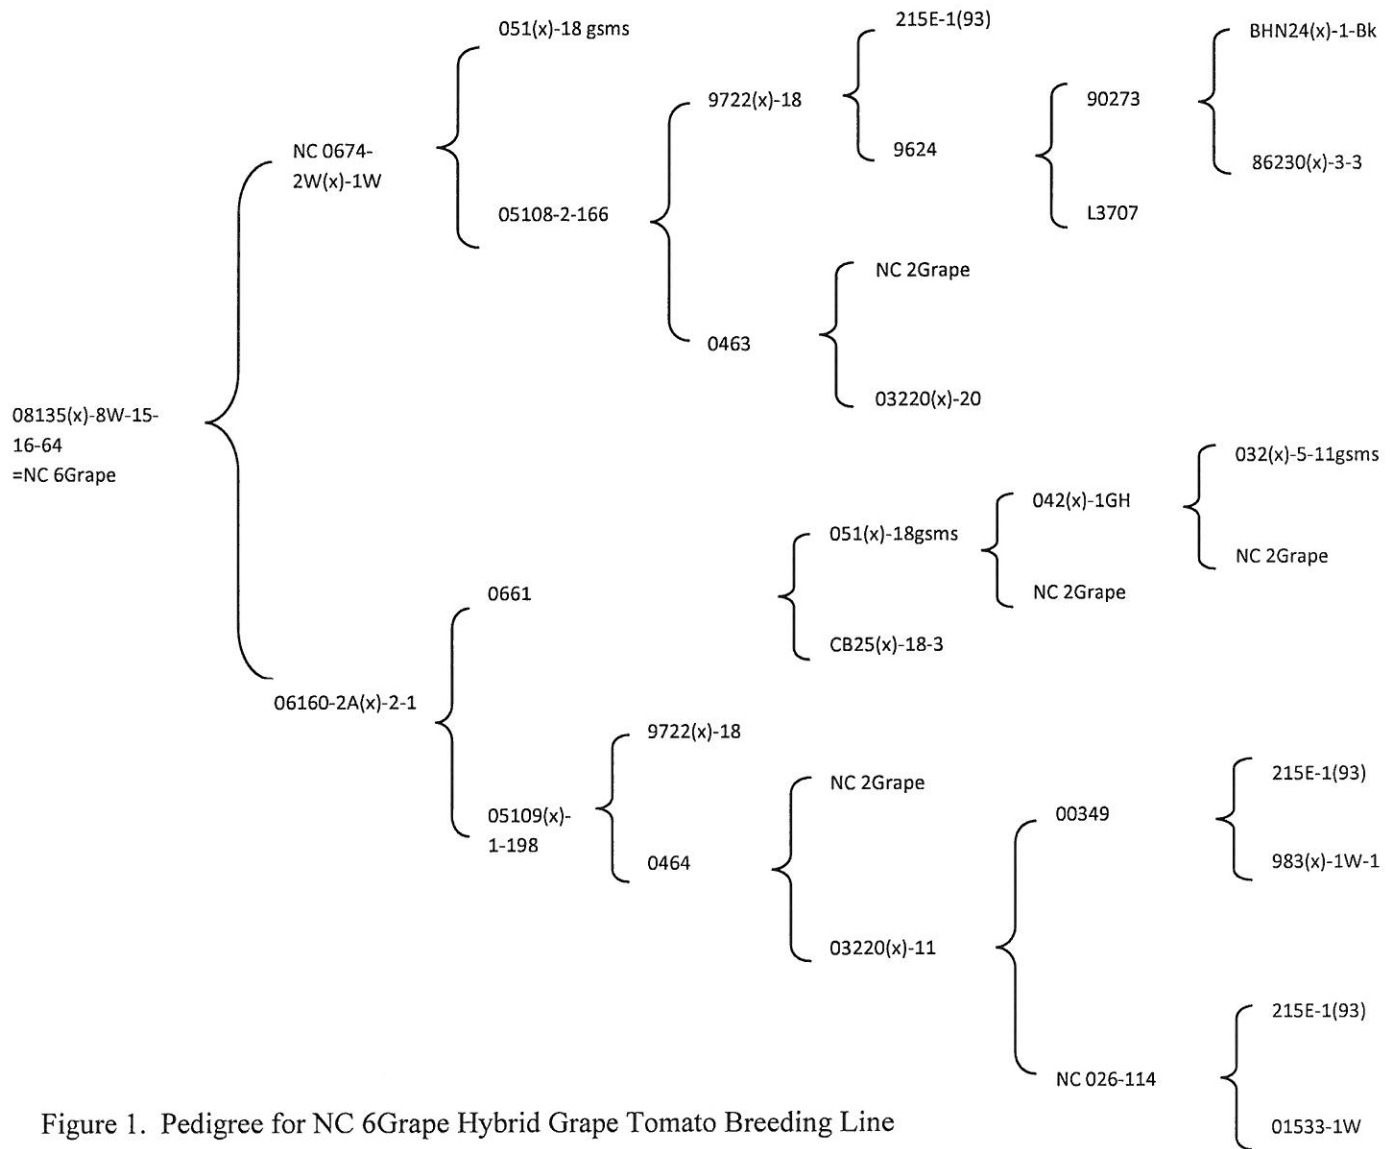 051(x)-18 gsms
215E-1(93)
BHN24(x)-1-Bk
9722(x)-18
90273
NC 0674-
2W(x)-1W
9624
86230(x)-3-3
05108-2-166
L3707
NC 2Grape
0463
03220(x)-20
08135(x)-8W-15-
16-64
=NC 6Grape
032(x)-5-11gsms
042(x)-1GH
051(x)-18gsms
NC 2Grape
0661
NC 2Grape
CB25(x)-18-3
06160-2A(x)-2-1
9722(x)-18
NC 2Grape
215E-1(93)
05109(x)-
1-198
00349
0464
983(x)-1W-1
03220(x)-11
215E-1(93)
NC 026-114
01533-1W
Figure 1. Pedigree for NC 6Grape Hybrid Grape Tomato Breeding Line